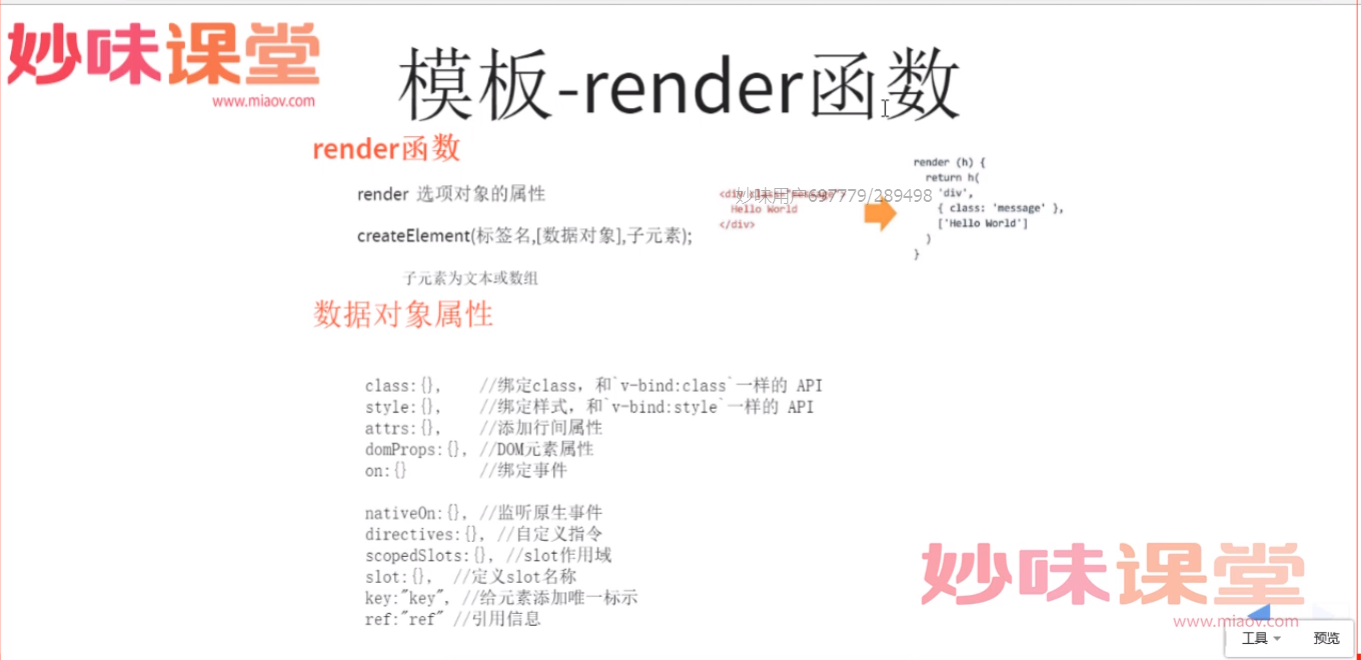 妙味课堂
www.miaov.com
模板-render函数
render函数
render 选项对象的属性
createElement(标签名,[数据对象],子元素);
子元素为文本或数组
妙味用户697779/289498
Hello World
</div>
render (h) {
return h(
'div',
{ class: 'message' },
['Hello World']
)
}
数据对象属性
class:{}, //绑定class，和`v-bind:class`一样的 API
style:{}, //绑定样式，和`v-bind:style`一样的 API
attrs:{}, //添加行间属性
domProps:{}, //DOM元素属性
on:{} //绑定事件
nativeOn:{}, //监听原生事件
directives:{}, //自定义指令
scopedSlots:{}, //slot作用域
slot:{}, //定义slot名称
key:"key", //给元素添加唯一标示
ref:"ref" //引用信息
妙味课堂
www.miaov.com
工具 预览